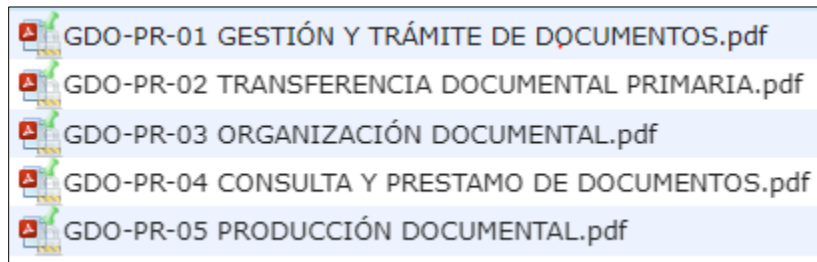 GDO-PR-01 GESTIÓN Y TRÁMITE DE DOCUMENTOS.pdf
GDO-PR-02 TRANSFERENCIA DOCUMENTAL PRIMARIA.pdf
GDO-PR-03 ORGANIZACIÓN DOCUMENTAL.pdf
GDO-PR-04 CONSULTA Y PRESTAMO DE DOCUMENTOS.pdf
GDO-PR-05 PRODUCCIÓN DOCUMENTAL.pdf